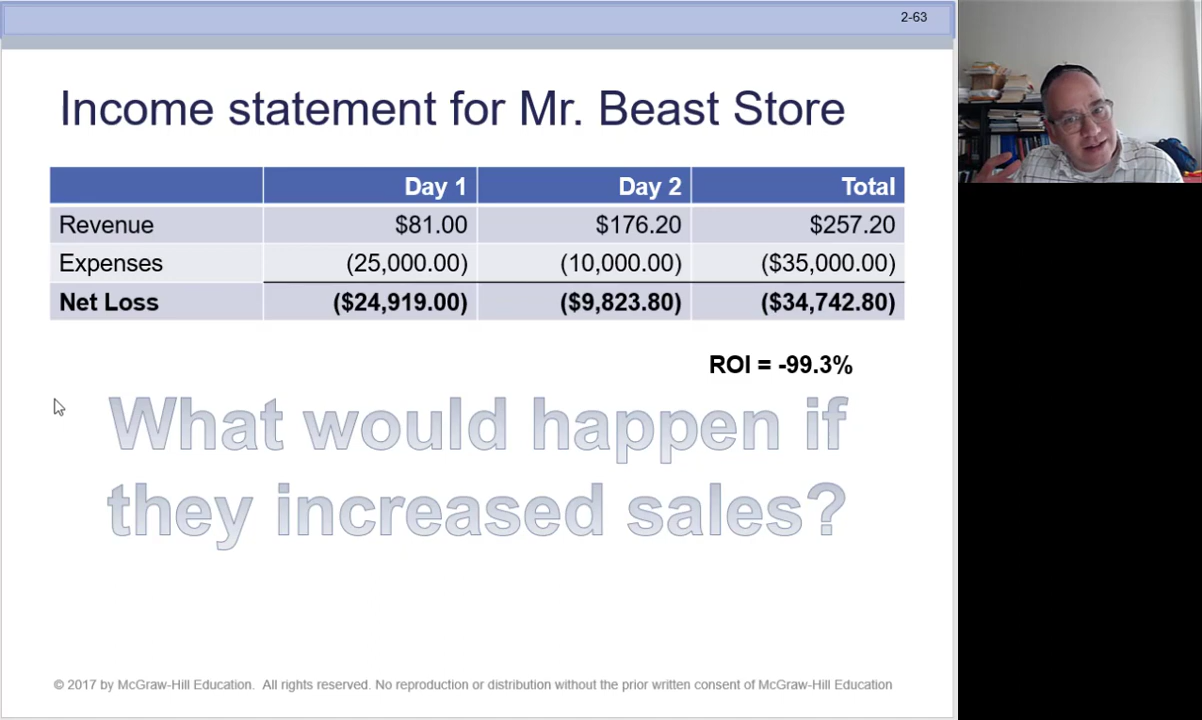 2-63
Income statement for Mr. Beast Store
Day 1 Day 2 Total
Revenue $81.00 $176.20 $257.20
Expenses (25,000.00) (10,000.00) ($35,000.00)
Net Loss ($24,919.00) ($9,823.80) ($34,742.80)
ROI = -99.3%
What would happen if
they increased sales?
© 2017 by McGraw-Hill Education. All rights reserved. No reproduction or distribution without the prior written consent of McGraw-Hill Education